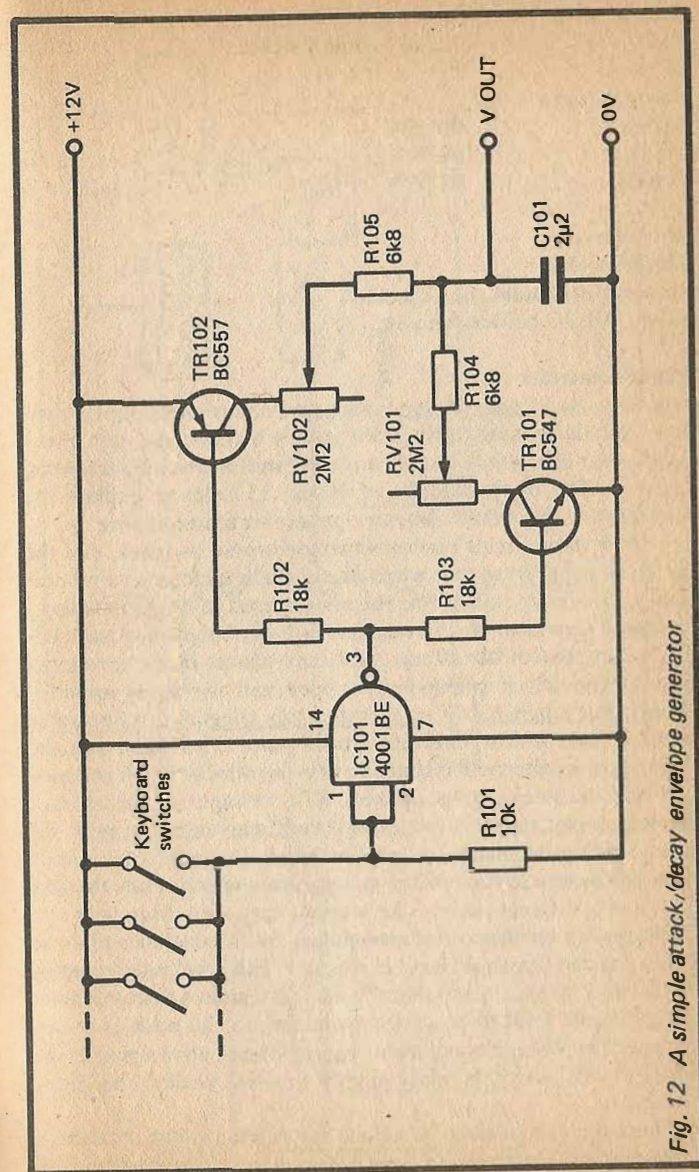 +12V
TR102
BC557
RV102
2M2
R105
6k8
V OUT
Keyboard
switches
R102
18k
14
1
2
IC101
4001BE
3
7
R103
18k
RV101
2M2
R104
6k8
TR101
BC547
C101
2µ2
R101
10k
0V
Fig. 12 A simple attack/decay envelope generator